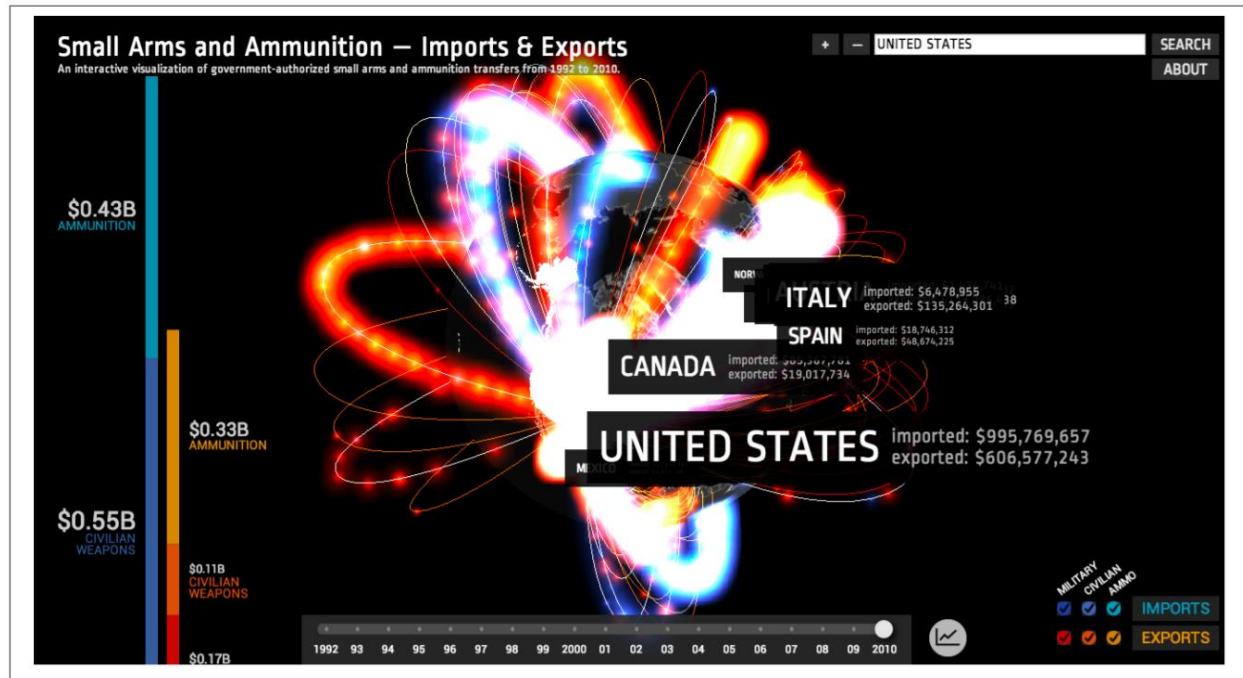 Small Arms and Ammunition — Imports & Exports
An interactive visualization of government-authorized small arms and ammunition transfers from 1992 to 2010.
+ − UNITED STATES SEARCH
ABOUT
$0.43B
AMMUNITION
$0.33B
AMMUNITION
$0.55B
CIVILIAN
WEAPONS
$0.11B
CIVILIAN
WEAPONS
$0.17B
AUSTRIA
ITALY
imported: $6,478,955
exported: $135,264,301
38
SPAIN
imported: $18,746,312
exported: $48,674,225
CANADA
imported:
exported: $19,017,734
UNITED STATES
imported: $995,769,657
exported: $606,577,243
MEXICO
MILITARY
CIVILIAN
AMMO
IMPORTS
EXPORTS
1992 93 94 95 96 97 98 99 2000 01 02 03 04 05 06 07 08 09 2010